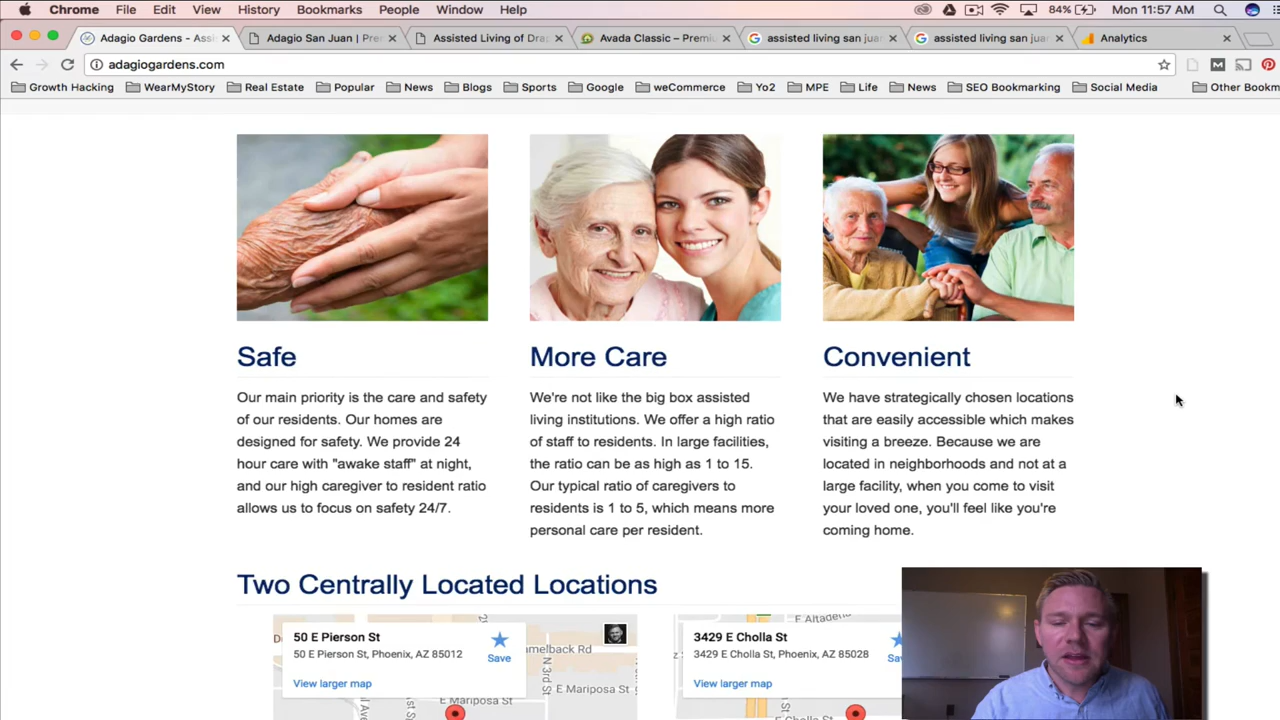 Chrome File Edit View History Bookmarks People Window Help 84% Mon 11:57 AM
Adagio Gardens - Assis Adagio San Juan | Pre Assisted Living of Dra Avada Classic – Premiu assisted living san jua assisted living san jua Analytics
adagiogardens.com
Growth Hacking WearMyStory Real Estate Popular News Blogs Sports Google weCommerce Yo2 MPE Life News SEO Bookmarking Social Media Other Bookm
Safe
Our main priority is the care and safety
of our residents. Our homes are
designed for safety. We provide 24
hour care with "awake staff" at night,
and our high caregiver to resident ratio
allows us to focus on safety 24/7.
More Care
We're not like the big box assisted
living institutions. We offer a high ratio
of staff to residents. In large facilities,
the ratio can be as high as 1 to 15.
Our typical ratio of caregivers to
residents is 1 to 5, which means more
personal care per resident.
Convenient
We have strategically chosen locations
that are easily accessible which makes
visiting a breeze. Because we are
located in neighborhoods and not at a
large facility, when you come to visit
your loved one, you'll feel like you're
coming home.
Two Centrally Located Locations
50 E Pierson St
50 E Pierson St, Phoenix, AZ 85012
Save
View larger map
mmelback Rd
N 3rd St
E Mariposa St
E Mariposa St
E Altadena
3429 E Cholla St
3429 E Cholla St, Phoenix, AZ 85028
Sav
View larger map
E Cholla St